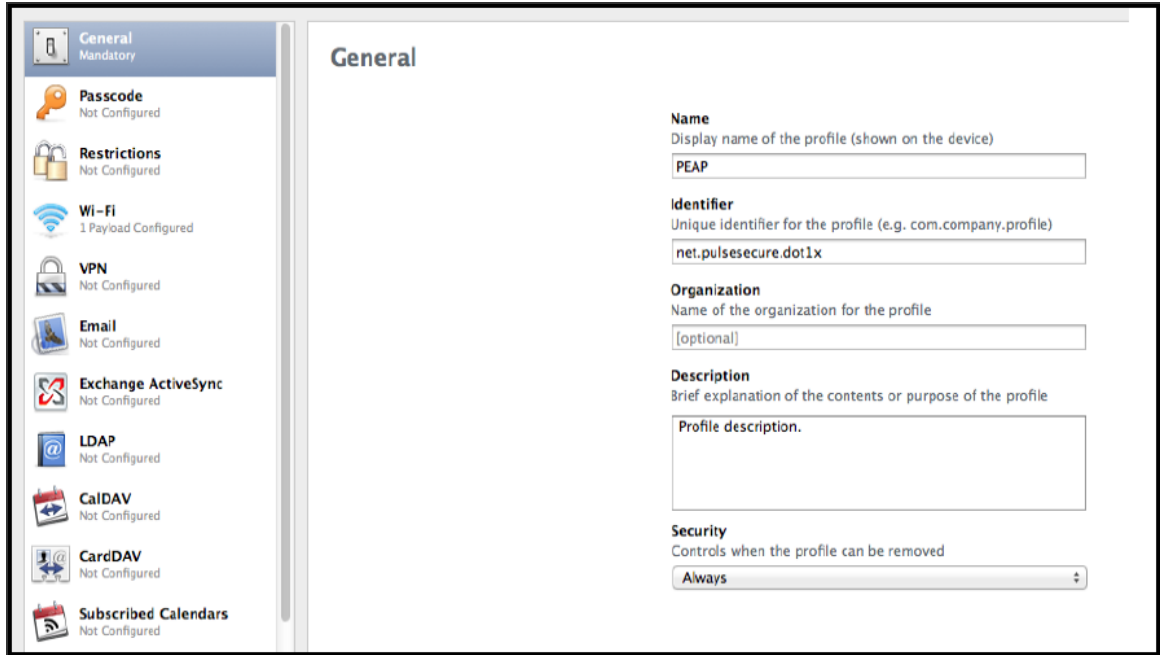 General
Mandatory
Passcode
Not Configured
Restrictions
Not Configured
Wi-Fi
1 Payload Configured
VPN
Not Configured
Email
Not Configured
Exchange ActiveSync
Not Configured
LDAP
Not Configured
CalDAV
Not Configured
CardDAV
Not Configured
Subscribed Calendars
Not Configured
General
Name
Display name of the profile (shown on the device)
PEAP
Identifier
Unique identifier for the profile (e.g. com.company.profile)
net.pulsesecure.dot1x
Organization
Name of the organization for the profile
[optional]
Description
Brief explanation of the contents or purpose of the profile
Profile description.
Security
Controls when the profile can be removed
Always